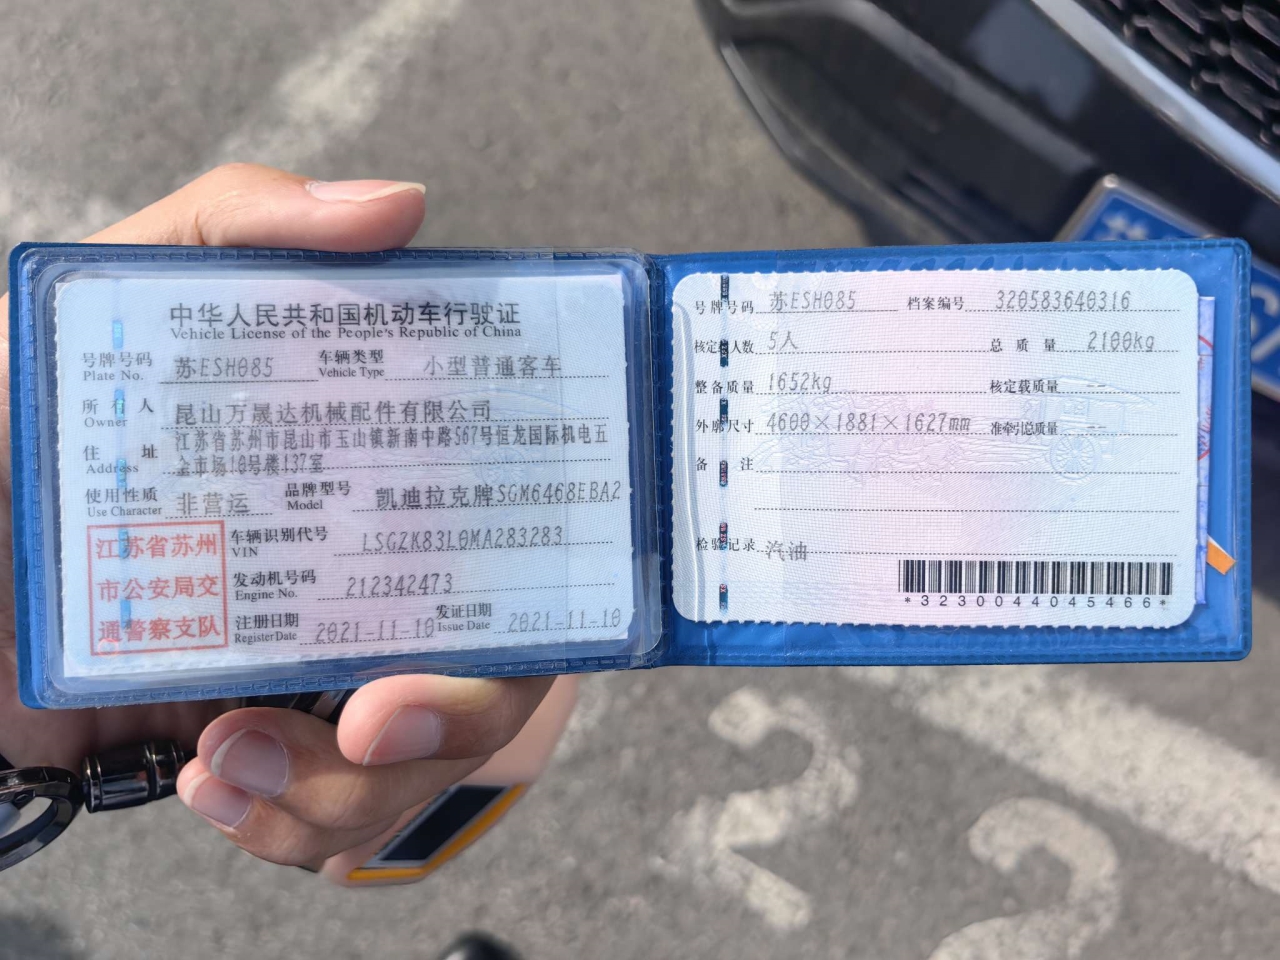 中华人民共和国机动车行驶证
Vehicle License of the People's Republic of China
号牌号码 苏ESH085 车辆类型 小型普通客车
Plate No. Vehicle Type
所有人 昆山万晟达机械配件有限公司
Owner
住址 江苏省苏州市昆山市玉山镇新南中路567号恒龙国际机电五
Address 金市场10号楼137室
使用性质 非营运 品牌型号 凯迪拉克牌SGM6468EBA2
Use Character Model
江苏省苏州
市公安局交
通警察支队
车辆识别代号 LSGZK83L0MA283283
VIN
发动机号码 212342473
Engine No.
注册日期 2021-11-10 发证日期 2021-11-10
Register Date Issue Date
号牌号码 苏ESH085 档案编号 320583640316
核定载人数 5人 总质量 2100kg
整备质量 1652kg 核定载质量 --
外廓尺寸 4600×1881×1627mm 准牵引总质量 --
备注
检验记录 汽油
*3230044045466*